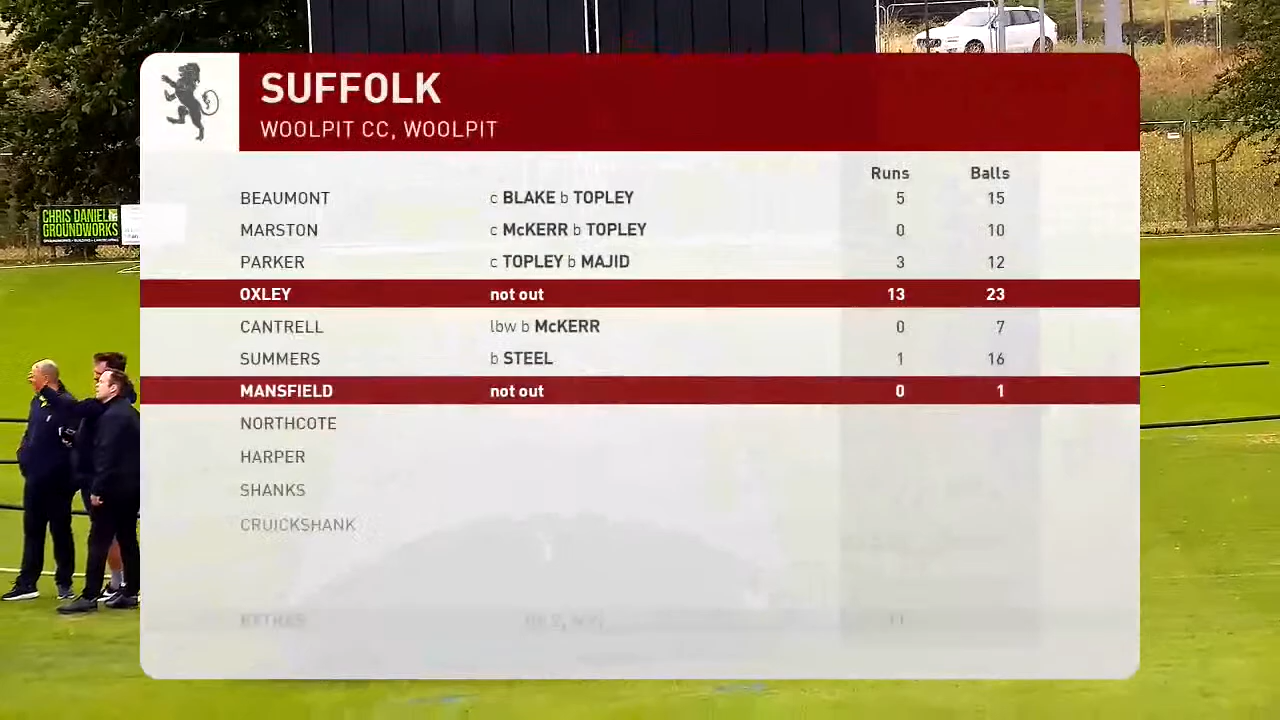 SUFFOLK
WOOLPIT CC, WOOLPIT
Runs Balls
BEAUMONT c BLAKE b TOPLEY 5 15
MARSTON c McKERR b TOPLEY 0 10
PARKER c TOPLEY b MAJID 3 12
OXLEY not out 13 23
CANTRELL lbw b McKERR 0 7
SUMMERS b STEEL 1 16
MANSFIELD not out 0 1
NORTHCOTE
HARPER
SHANKS
CRUICKSHANK
EXTRAS 11
CHRIS DANIEL
GROUNDWORKS